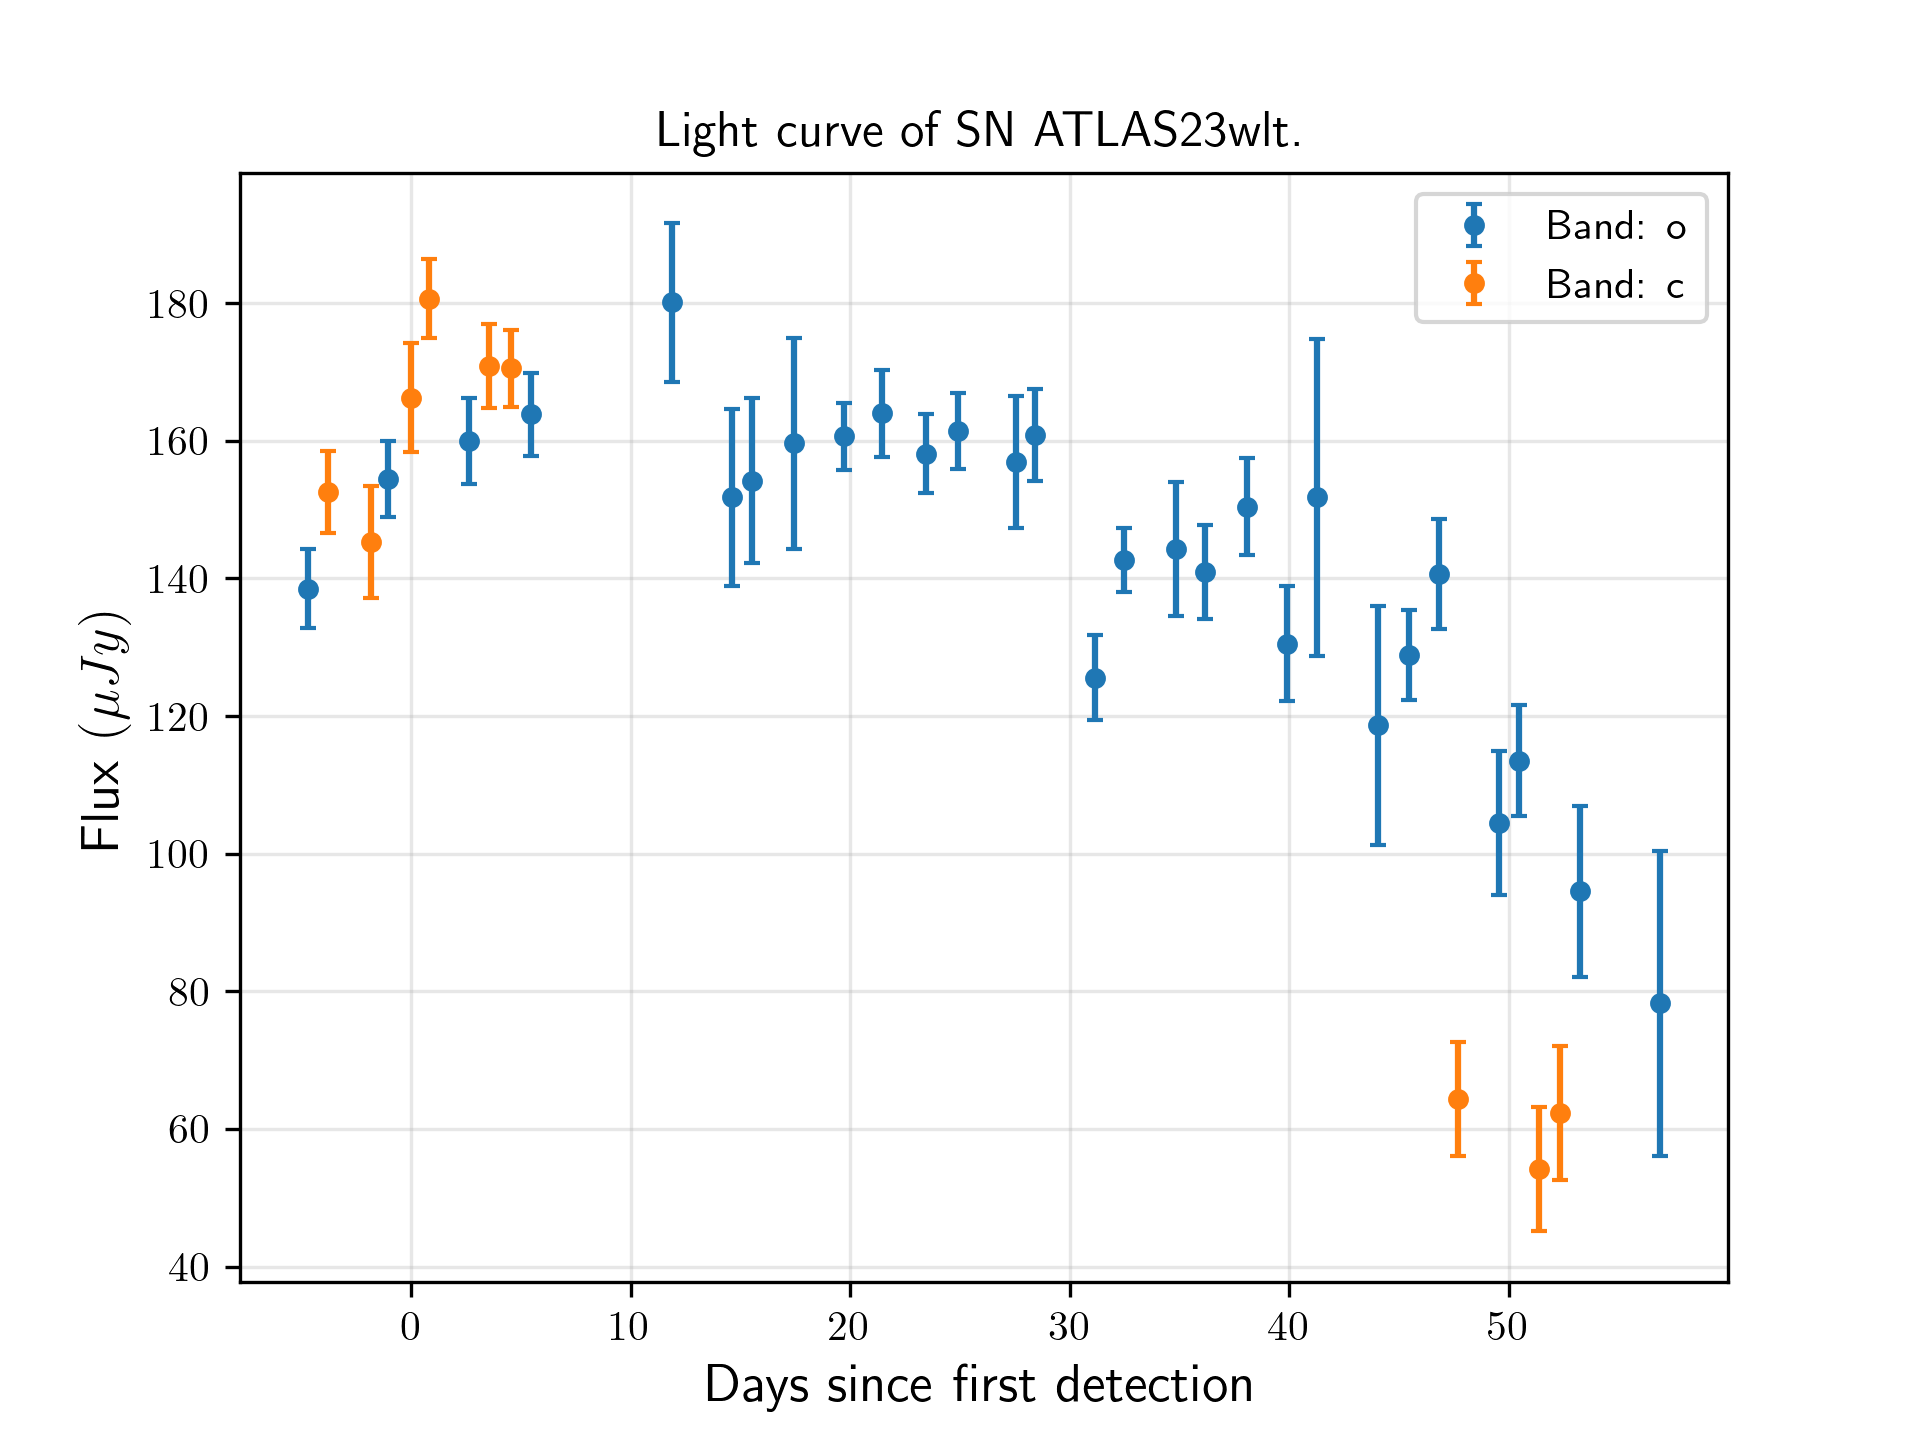 Light curve of SN ATLAS23wlt.
Band: o
Band: c
180
160
140
120
100
80
60
40
Flux (μJy)
0 10 20 30 40 50
Days since first detection